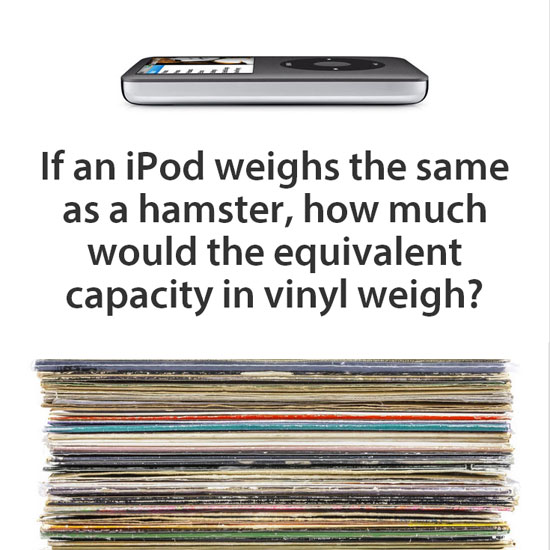 If an iPod weighs the same
as a hamster, how much
would the equivalent
capacity in vinyl weigh?